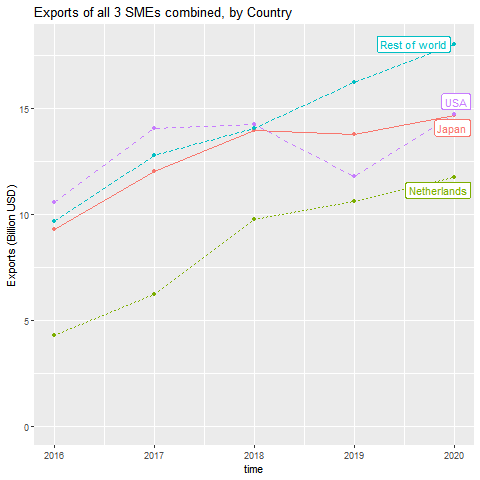 Exports of all 3 SMEs combined, by Country
Rest of world
USA
Japan
Netherlands
15
10
5
0
Exports (Billion USD)
2016 2017 2018 2019 2020
time